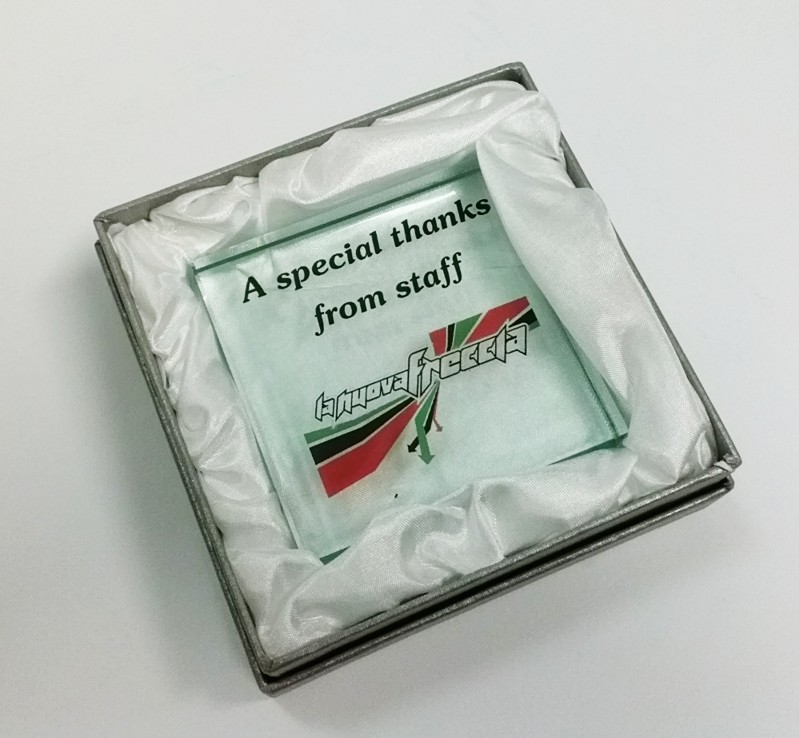 A special thanks
from staff
la nuova freccia